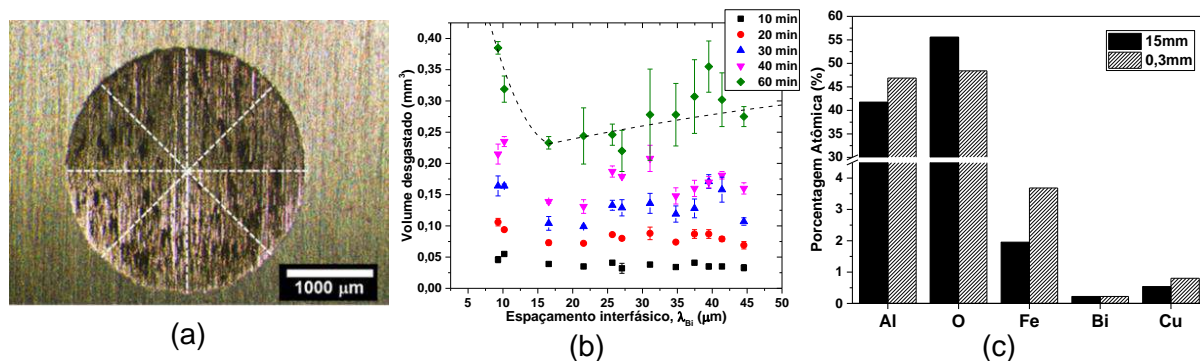 1000 µm
(a)
Volume desgastado (mm³)
0,40
0,35
0,30
0,25
0,20
0,15
0,10
0,05
0,00
5 10 15 20 25 30 35 40 45 50
Espaçamento interfásico, λBi (µm)
10 min
20 min
30 min
40 min
60 min
(b)
Porcentagem Atômica (%)
60
55
50
45
40
35
30
4
3
2
1
0
Al O Fe Bi Cu
15mm
0,3mm
(c)